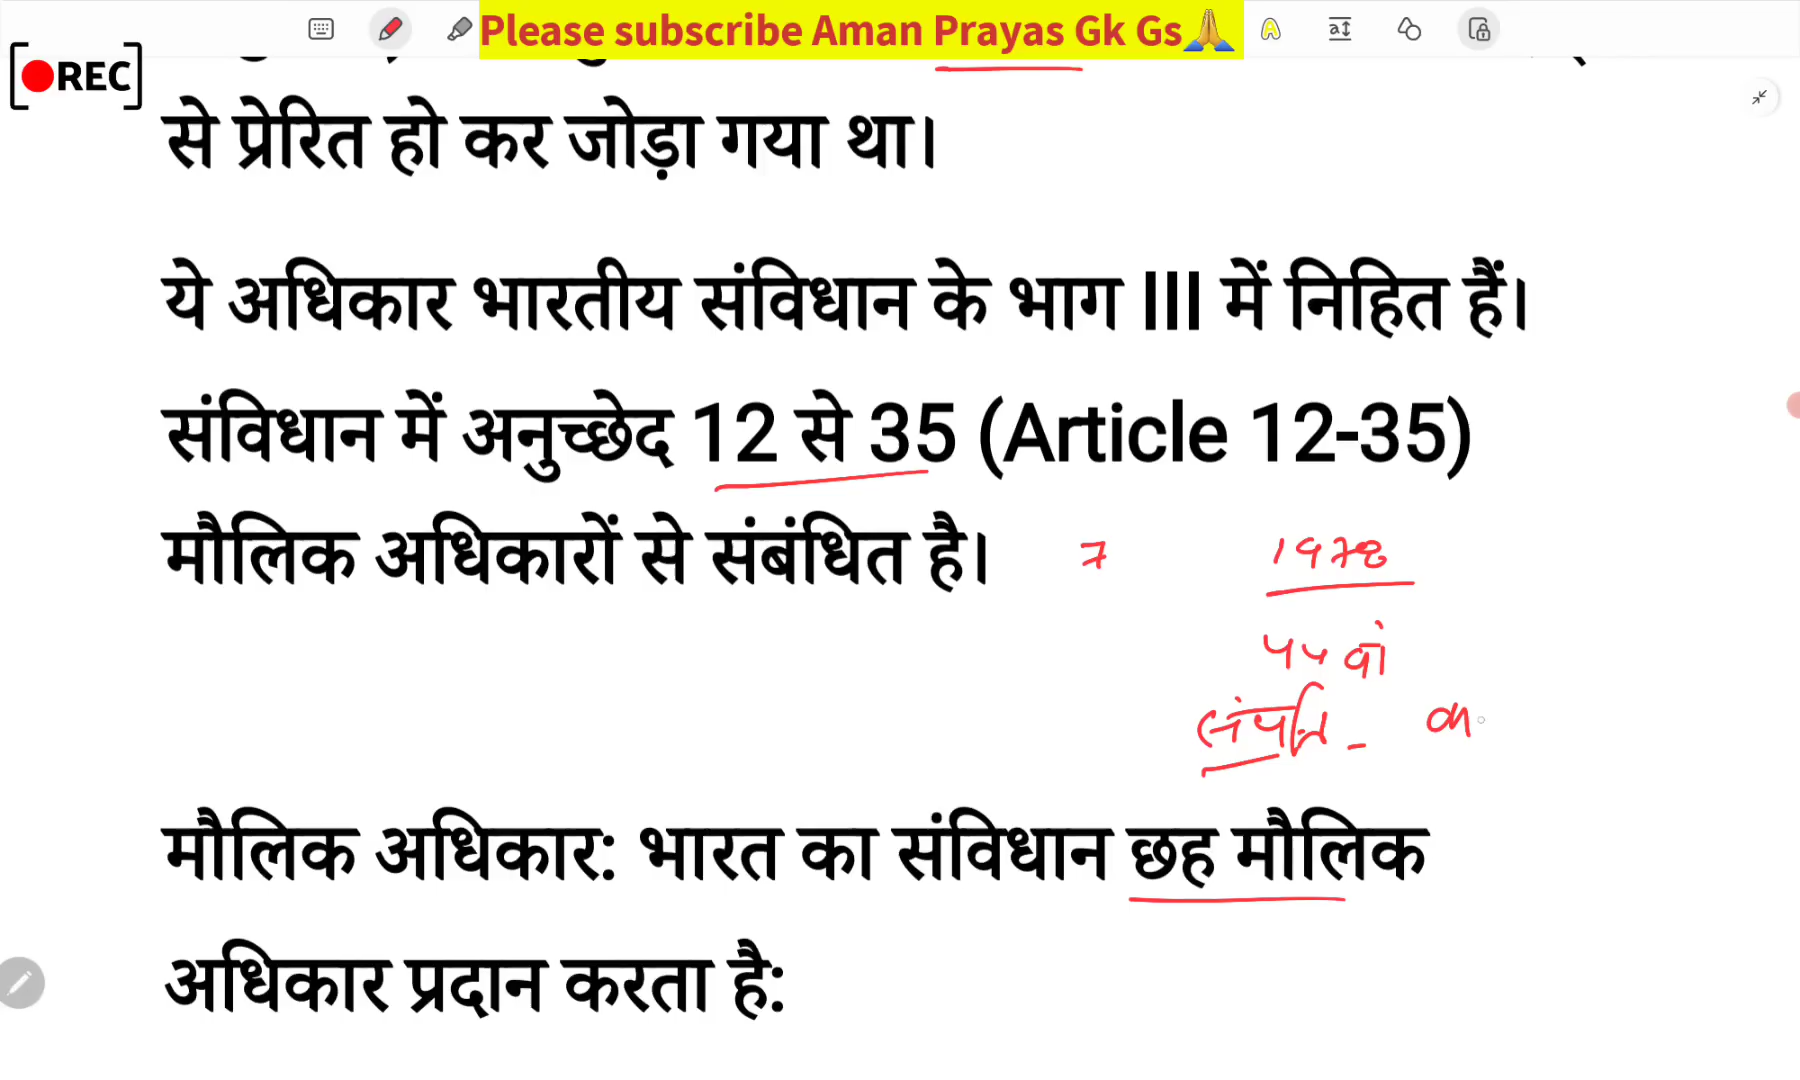 Please subscribe Aman Prayas Gk Gs🙏
REC
से प्रेरित हो कर जोड़ा गया था।
ये अधिकार भारतीय संविधान के भाग III में निहित हैं।
संविधान में अनुच्छेद 12 से 35 (Article 12-35)
मौलिक अधिकारों से संबंधित है।
7 1978
44 वां
संपत्ति -
मौलिक अधिकार: भारत का संविधान छह मौलिक
अधिकार प्रदान करता है: